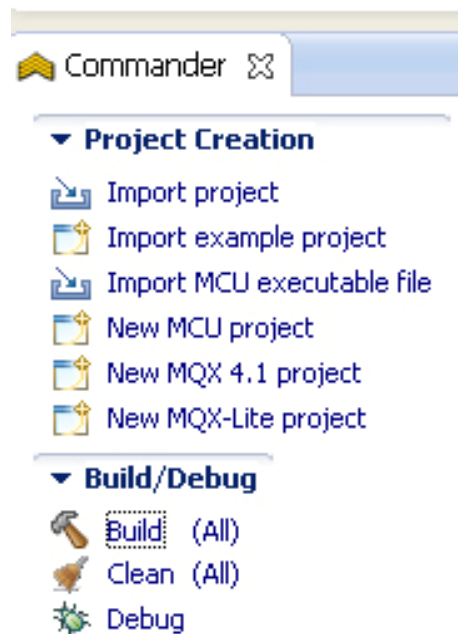 Commander
Project Creation
Import project
Import example project
Import MCU executable file
New MCU project
New MQX 4.1 project
New MQX-Lite project
Build/Debug
Build (All)
Clean (All)
Debug